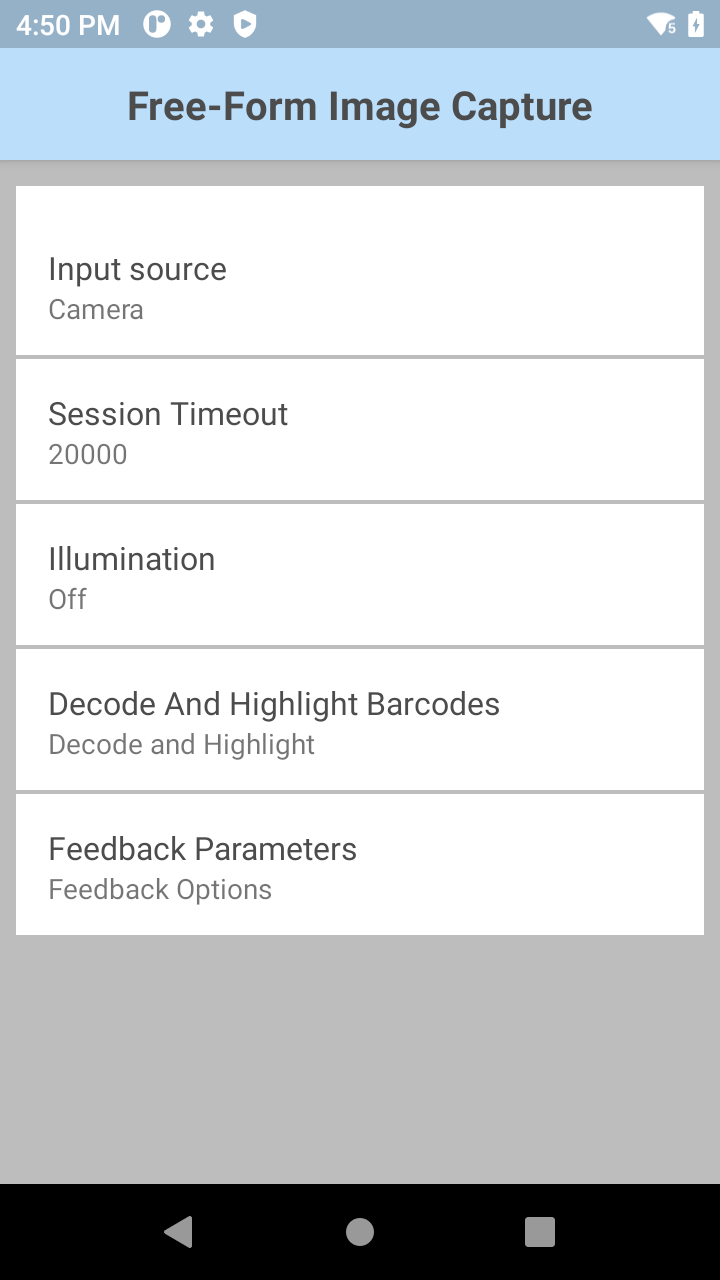 4:50 PM
5
Free-Form Image Capture
Input source
Camera
Session Timeout
20000
Illumination
Off
Decode And Highlight Barcodes
Decode and Highlight
Feedback Parameters
Feedback Options